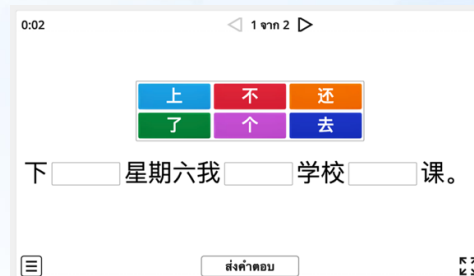 0:02 1 จาก 2
上 不 还
了 个 去
下 星期六我 学校 课。
ส่งคำตอบ